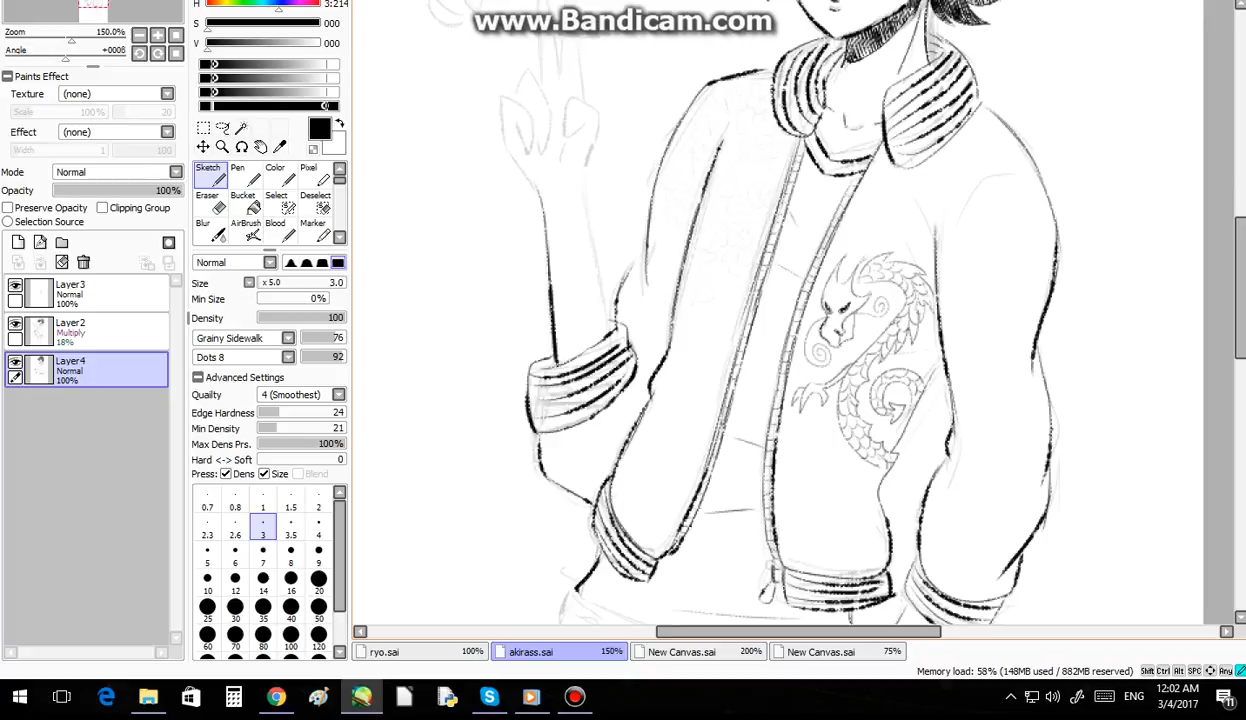 www.Bandicam.com
H 3:214
S 000
V 000
Zoom 150.0%
Angle +0008
Paints Effect
Texture (none)
Scale 100% 20
Effect (none)
Width 1 100
Mode Normal
Opacity 100%
Preserve Opacity Clipping Group
Selection Source
Layer3
Normal
100%
Layer2
Multiply
18%
Layer4
Normal
100%
Sketch Pen Color Pixel
Eraser Bucket Select Deselect
Blur AirBrush Blood Marker
Normal
Size x 5.0 3.0
Min Size 0%
Density 100
Grainy Sidewalk 76
Dots 8 92
Advanced Settings
Quailty 4 (Smoothest)
Edge Hardness 24
Min Density 21
Max Dens Prs. 100%
Hard <-> Soft 0
Press: Dens Size Blend
0.7 0.8 1 1.5 2
2.3 2.6 3 3.5 4
5 6 7 8 9
10 12 14 16 20
25 30 35 40 50
60 70 80 100 120
ryo.sai 100% akirass.sai 150% New Canvas.sai 200% New Canvas.sai 75%
Memory load: 58% (148MB used / 882MB reserved) Shift Ctrl Alt SPC Any
ENG
12:02 AM
3/4/2017
11